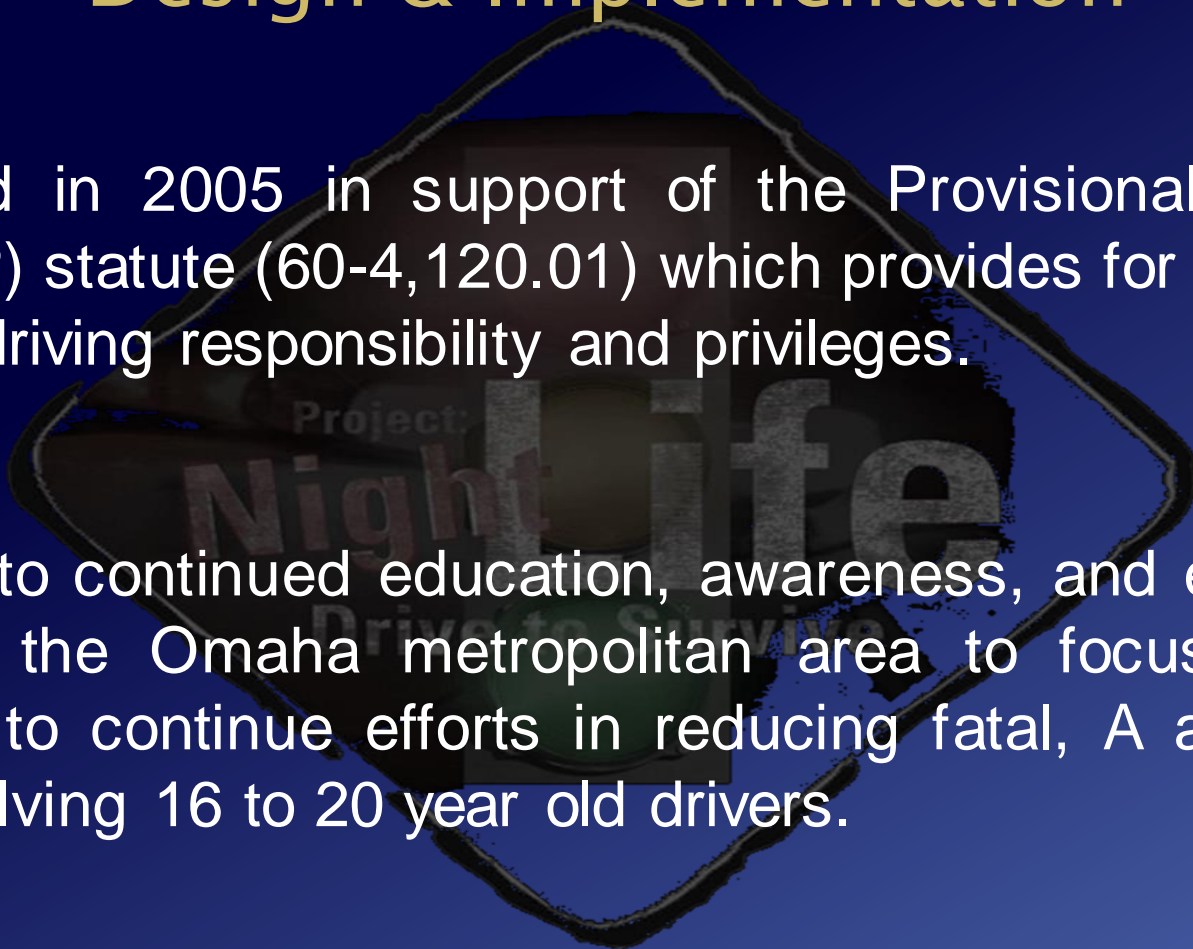 Design & Implementation
in 2005 in support of the Provisional
) statute (60-4,120.01) which provides for
driving responsibility and privileges.
Project:
Night Life
to continued education, awareness, and e
Drive to Survive
the Omaha metropolitan area to focus
to continue efforts in reducing fatal, A a
lving 16 to 20 year old drivers.